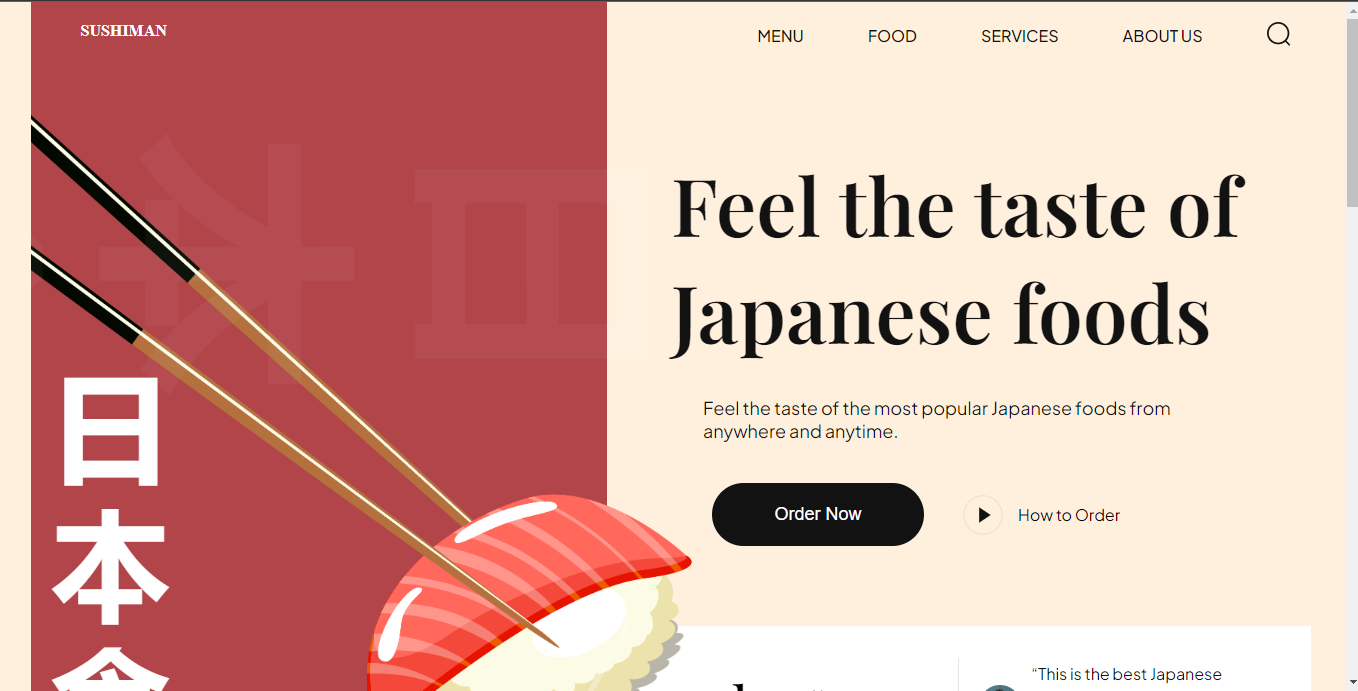 SUSHIMAN
MENU
FOOD
SERVICES
ABOUT US
Feel the taste of
Japanese foods
Feel the taste of the most popular Japanese foods from
anywhere and anytime.
Order Now
How to Order
日
本
“This is the best Japanese